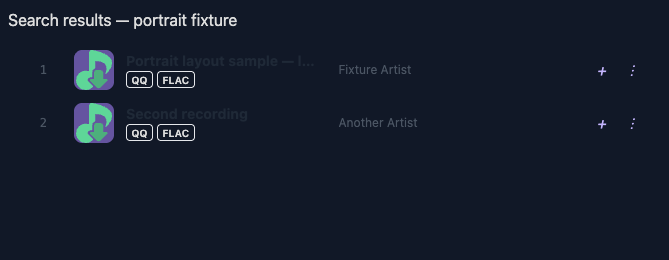 Search results — portrait fixture
1 Portrait layout sample — l... Fixture Artist + ⋮
QQ FLAC
2 Second recording Another Artist + ⋮
QQ FLAC